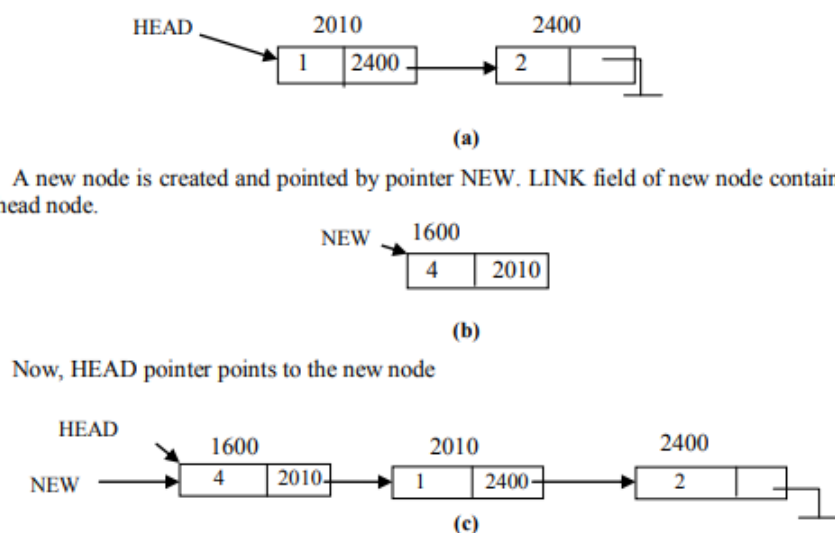 HEAD 2010 2400
1 2400 2
(a)
A new node is created and pointed by pointer NEW. LINK field of new node contain
head node.
NEW 1600
4 2010
(b)
Now, HEAD pointer points to the new node
HEAD 1600 2010 2400
NEW 4 2010 1 2400 2
(c)